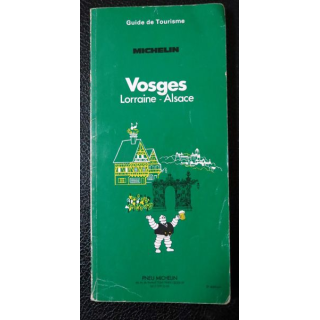 Guide de Tourisme
MICHELIN
Vosges
Lorraine - Alsace
PNEU MICHELIN